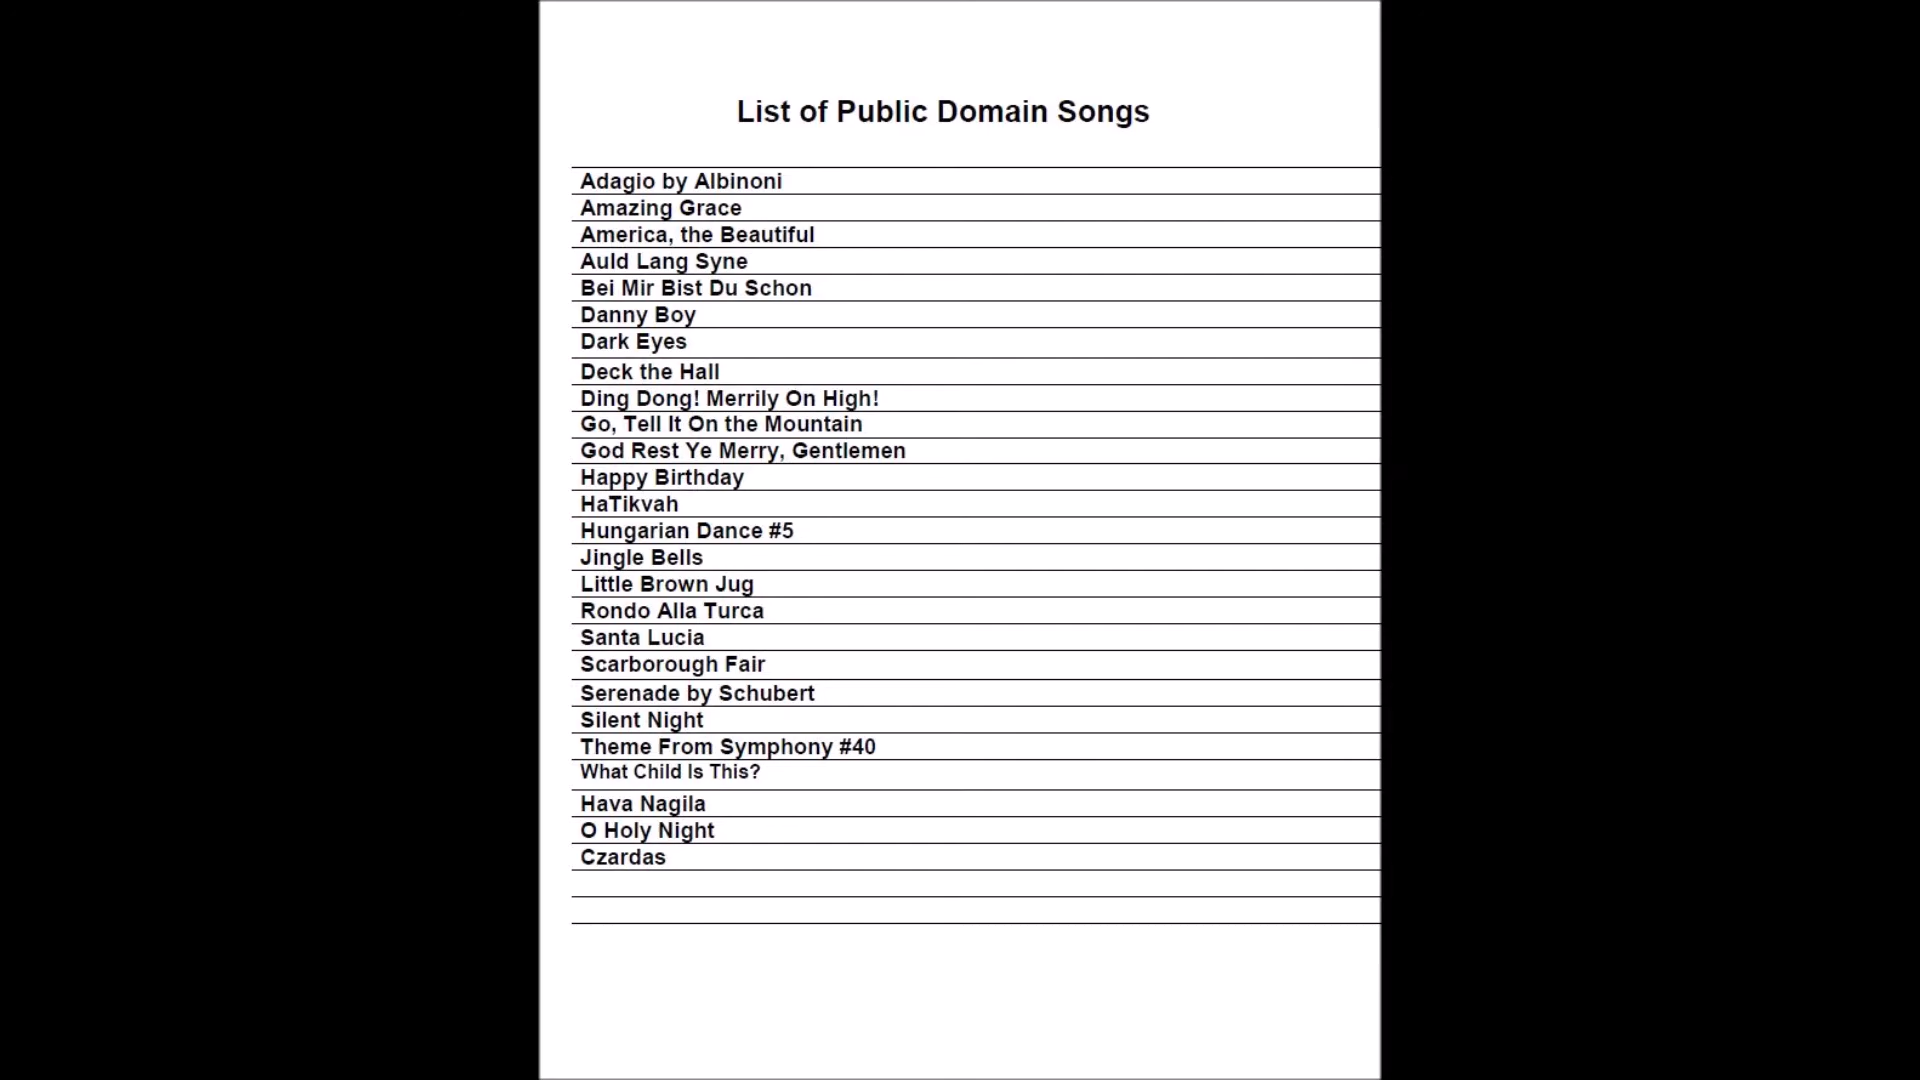 List of Public Domain Songs
Adagio by Albinoni
Amazing Grace
America, the Beautiful
Auld Lang Syne
Bei Mir Bist Du Schon
Danny Boy
Dark Eyes
Deck the Hall
Ding Dong! Merrily On High!
Go, Tell It On the Mountain
God Rest Ye Merry, Gentlemen
Happy Birthday
HaTikvah
Hungarian Dance #5
Jingle Bells
Little Brown Jug
Rondo Alla Turca
Santa Lucia
Scarborough Fair
Serenade by Schubert
Silent Night
Theme From Symphony #40
What Child Is This?
Hava Nagila
O Holy Night
Czardas